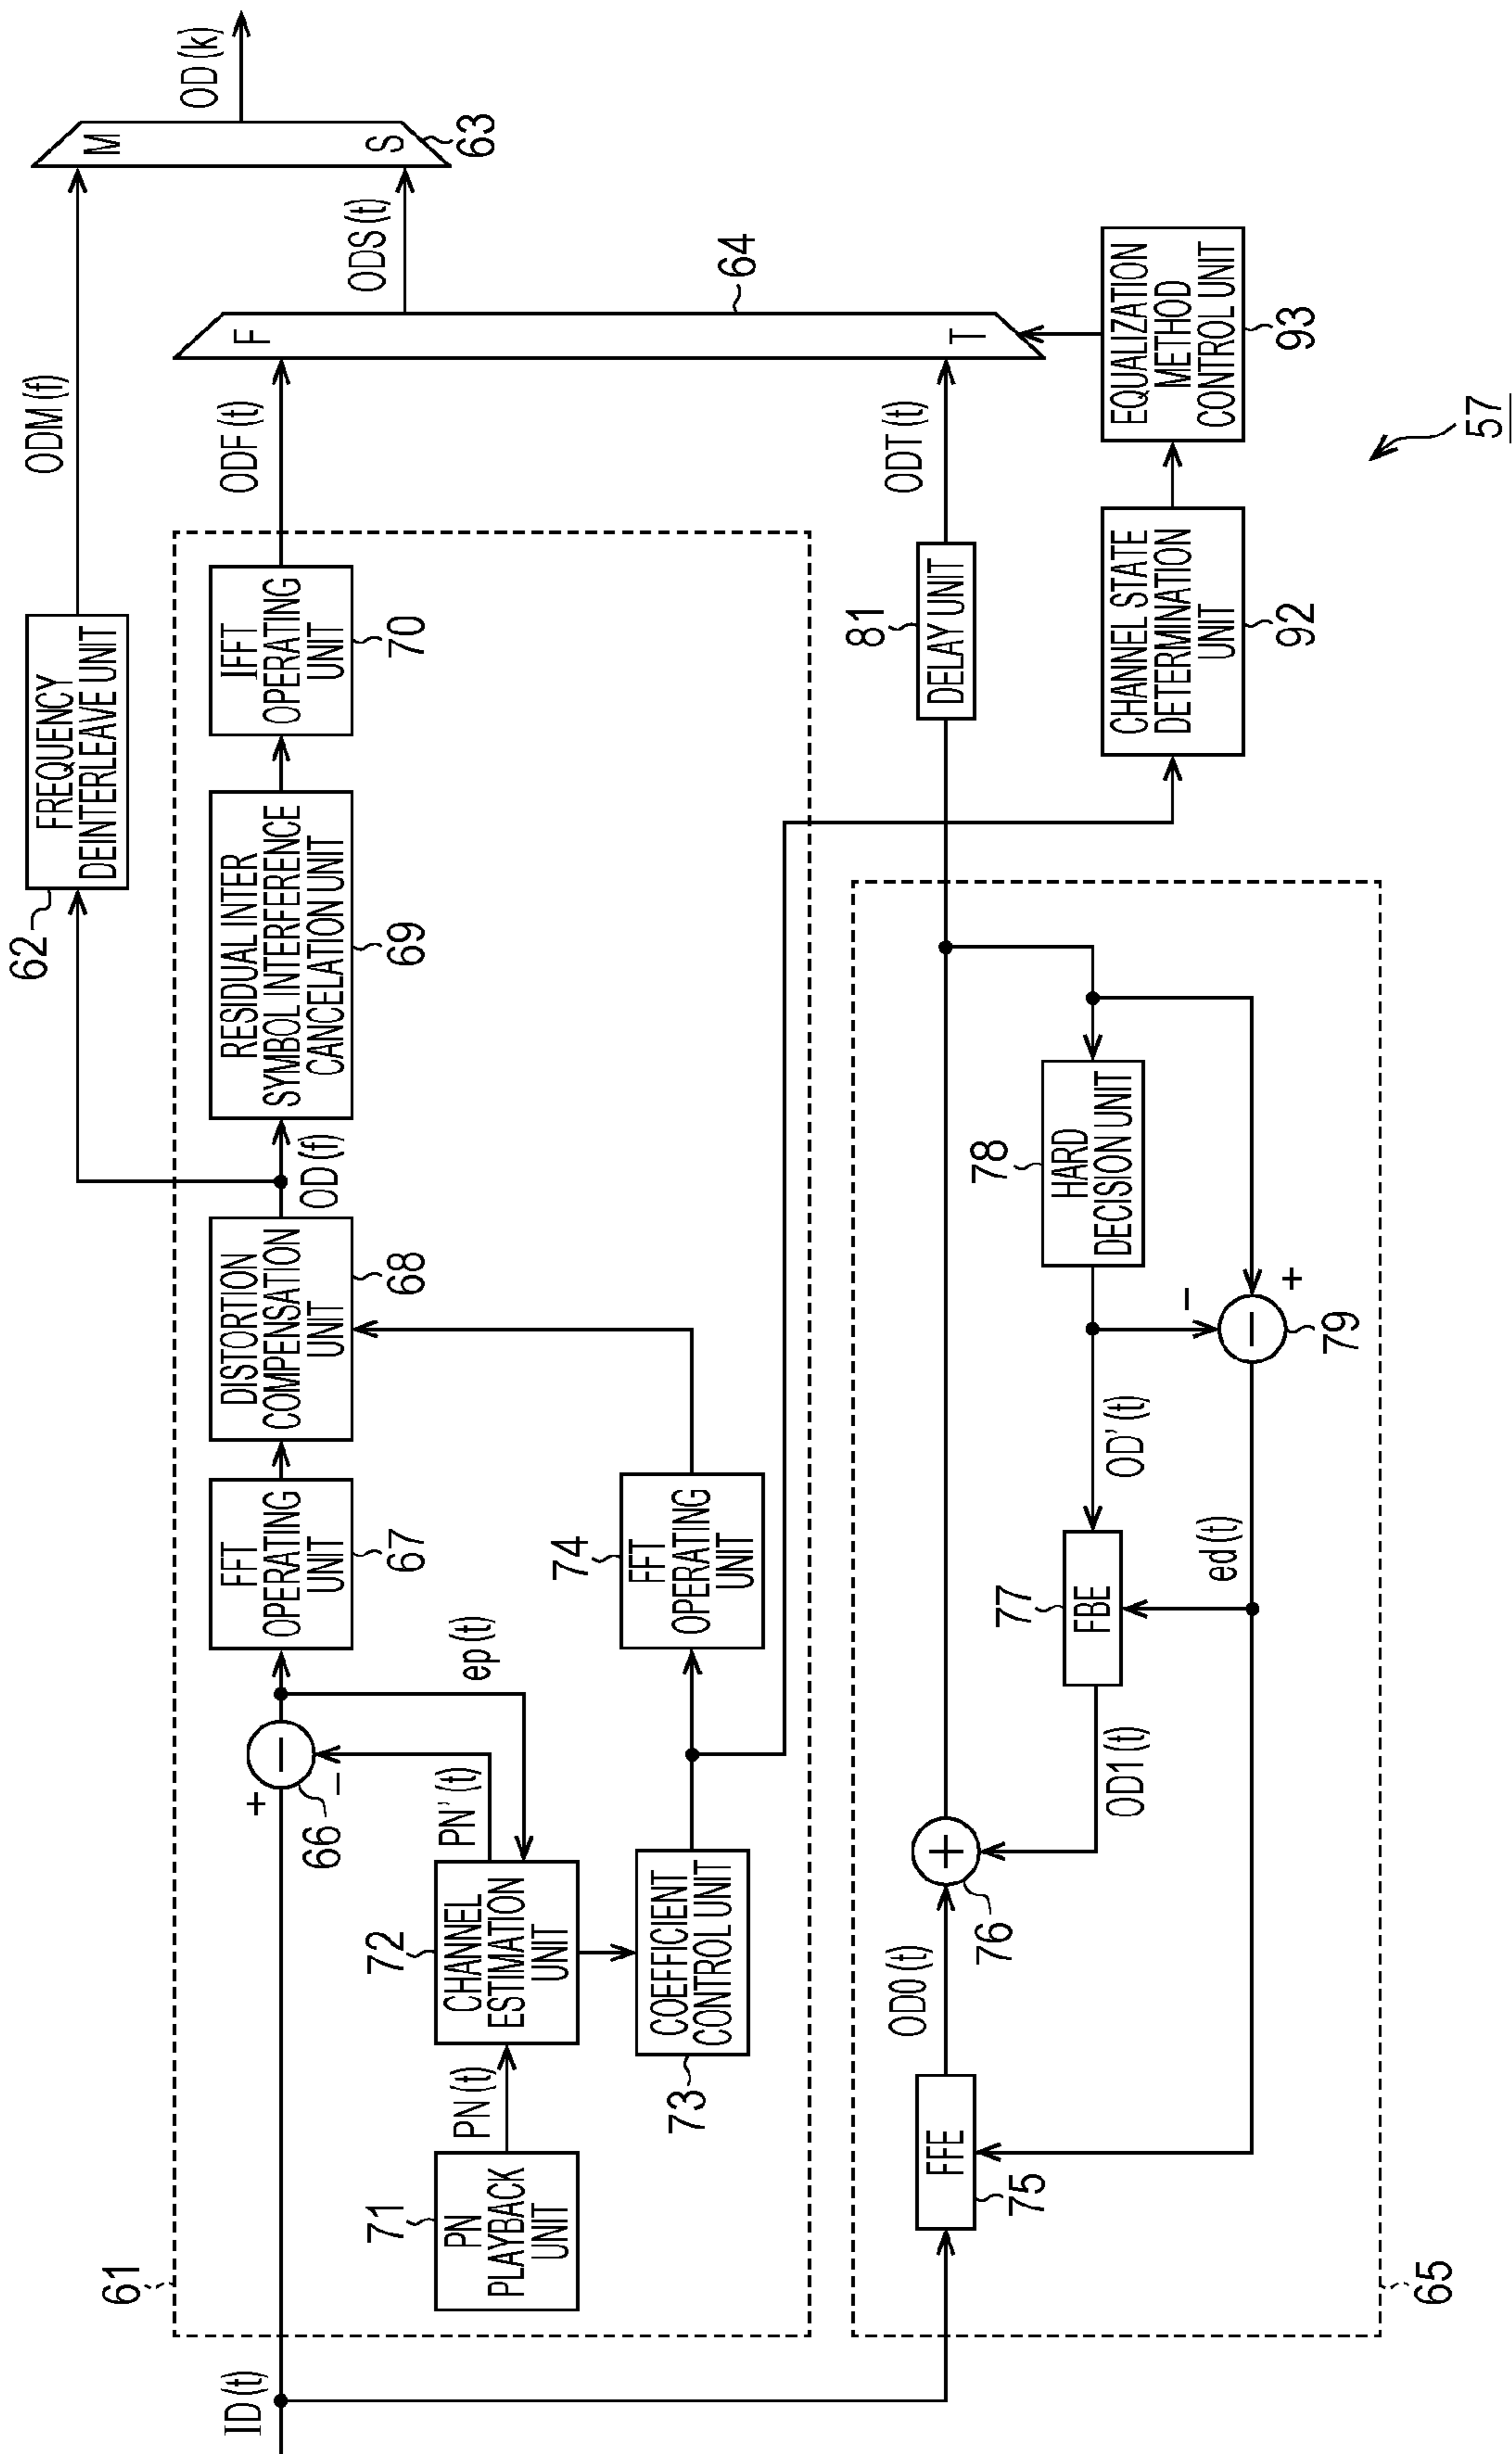 ID (t)
61
+
−
−
66
PN' (t)
ep (t)
71
PN
PLAYBACK
UNIT
PN (t)
72
CHANNEL
ESTIMATION
UNIT
73
COEFFICIENT
CONTROL UNIT
FFT
OPERATING
UNIT
67
74
FFT
OPERATING
UNIT
DISTORTION
COMPENSATION
UNIT
68
OD (f)
RESIDUAL INTER
SYMBOL INTERFERENCE
CANCELATION UNIT
69
IFFT
OPERATING
UNIT
70
62
FREQUENCY
DEINTERLEAVE UNIT
ODM (f)
ODF (t)
F
T
64
ODS (t)
M
S
63
OD (k)
65
FFE
75
OD0 (t)
+
76
OD1 (t)
77
FBE
OD' (t)
ed (t)
78
HARD
DECISION UNIT
−
−
+
79
81
DELAY UNIT
ODT (t)
CHANNEL STATE
DETERMINATION
UNIT
92
EQUALIZATION
METHOD
CONTROL UNIT
93
57